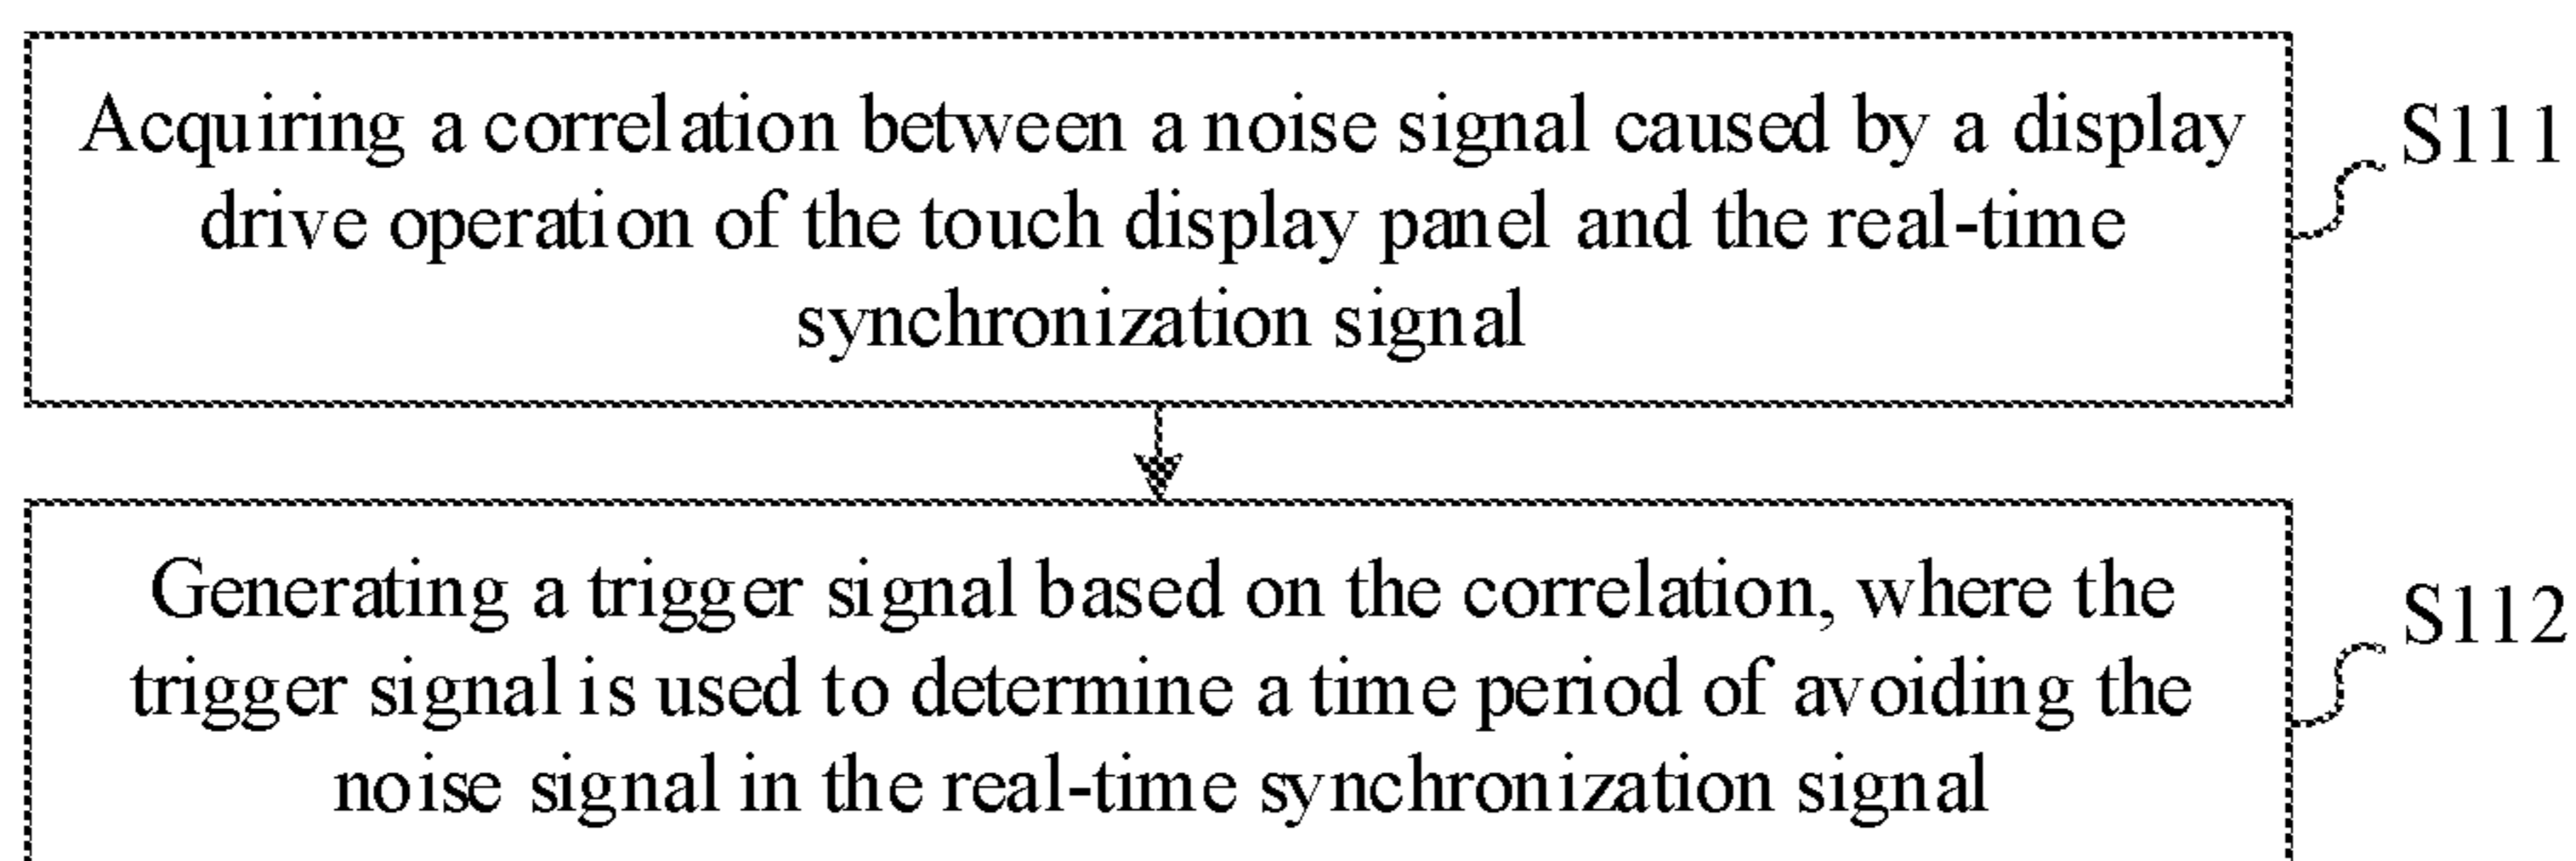 Acquiring a correlation between a noise signal caused by a display
drive operation of the touch display panel and the real-time
synchronization signal
S111
Generating a trigger signal based on the correlation, where the
trigger signal is used to determine a time period of avoiding the
noise signal in the real-time synchronization signal
S112